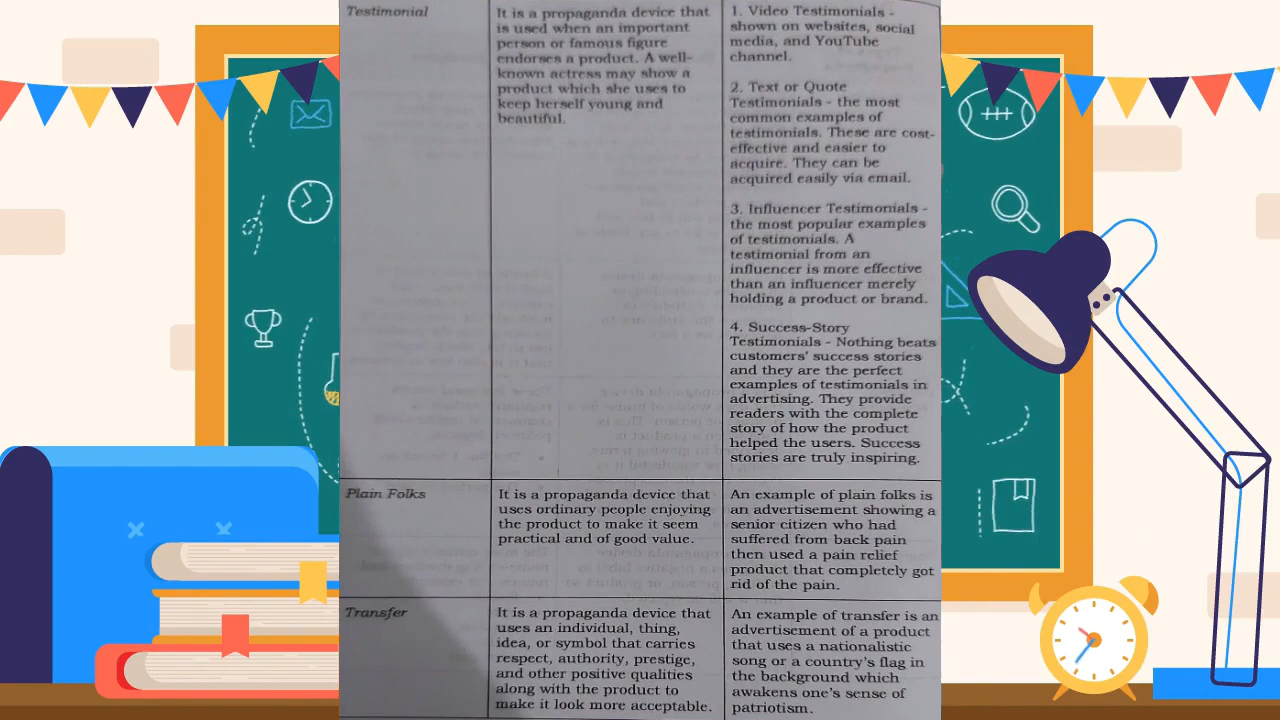 Testimonial
It is a propaganda device that
is used when an important
person or famous figure
endorses a product. A well-
known actress may show a
product which she uses to
keep herself young and
beautiful.
1. Video Testimonials -
shown on websites, social
media, and YouTube
channel.
2. Text or Quote
Testimonials - the most
common examples of
testimonials. These are cost-
effective and easier to
acquire. They can be
acquired easily via email.
3. Influencer Testimonials -
the most popular examples
of testimonials. A
testimonial from an
influencer is more effective
than an influencer merely
holding a product or brand.
4. Success-Story
Testimonials - Nothing beats
customers' success stories
and they are the perfect
examples of testimonials in
advertising. They provide
readers with the complete
story of how the product
helped the users. Success
stories are truly inspiring.
Plain Folks
It is a propaganda device that
uses ordinary people enjoying
the product to make it seem
practical and of good value.
An example of plain folks is
an advertisement showing a
senior citizen who had
suffered from back pain
then used a pain relief
product that completely got
rid of the pain.
Transfer
It is a propaganda device that
uses an individual, thing,
idea, or symbol that carries
respect, authority, prestige,
and other positive qualities
along with the product to
make it look more acceptable.
An example of transfer is an
advertisement of a product
that uses a nationalistic
song or a country's flag in
the background which
awakens one's sense of
patriotism.